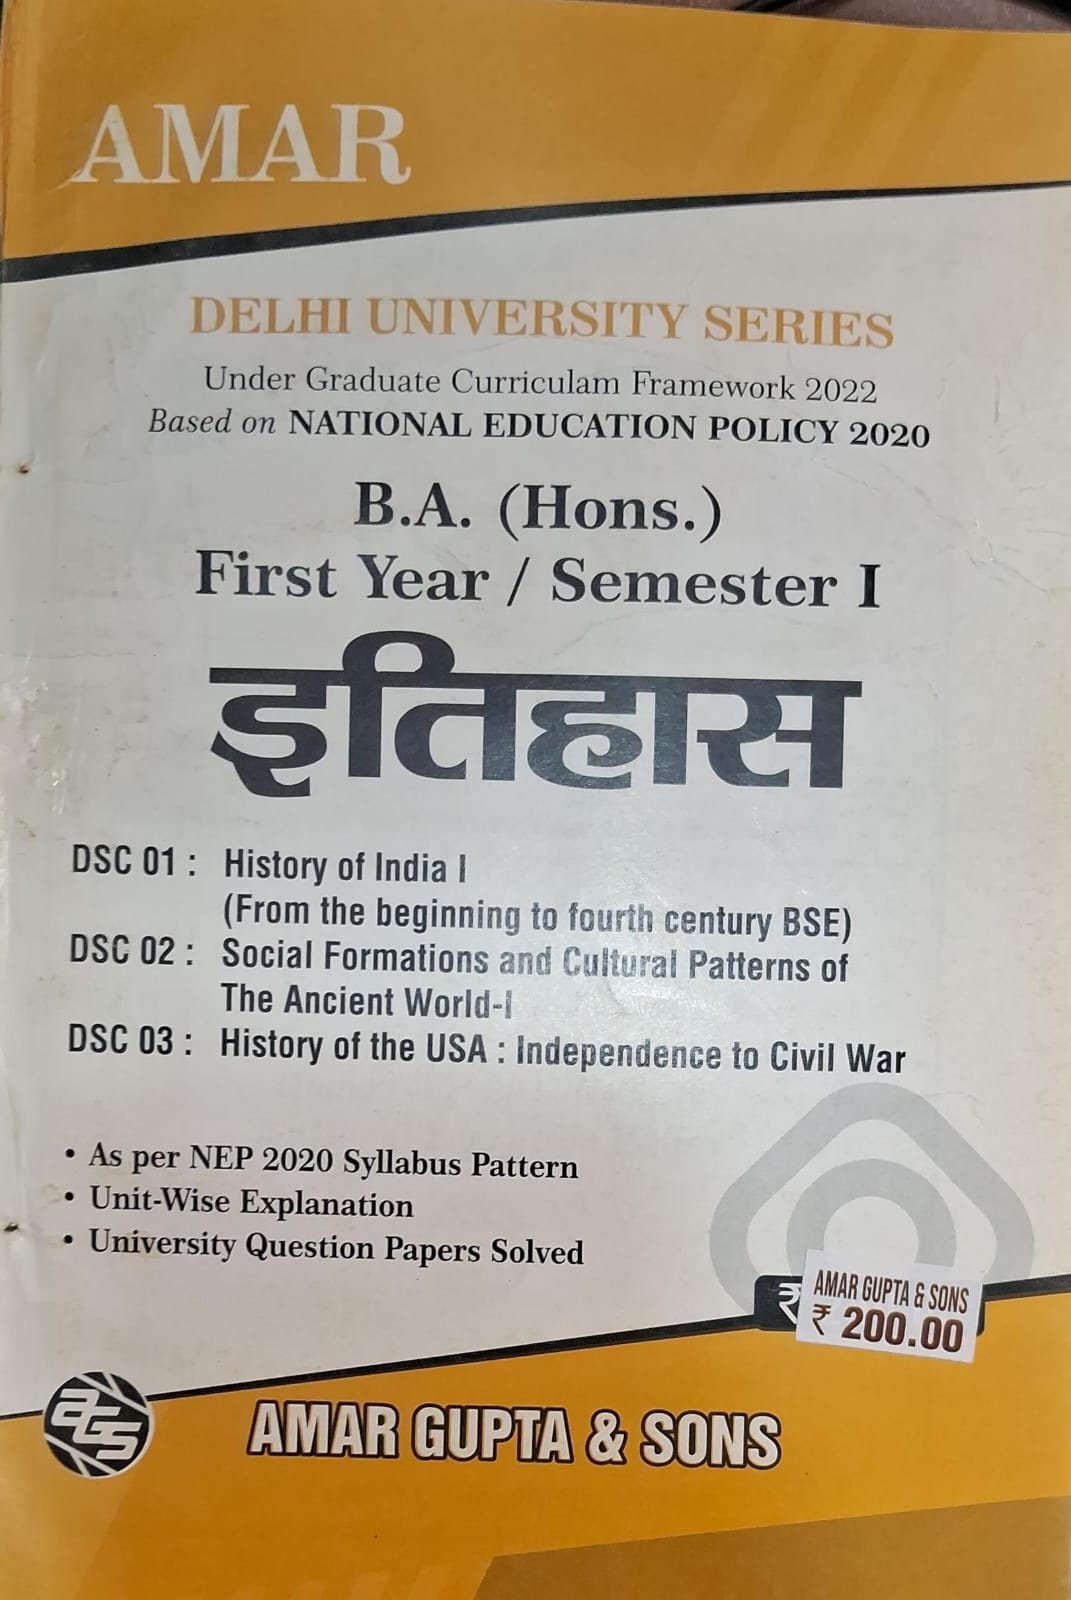 AMAR
DELHI UNIVERSITY SERIES
Under Graduate Curriculam Framework 2022
Based on NATIONAL EDUCATION POLICY 2020
B.A. (Hons.)
First Year / Semester I
इतिहास
DSC 01 : History of India I
(From the beginning to fourth century BSE)
DSC 02 : Social Formations and Cultural Patterns of
The Ancient World-I
DSC 03 : History of the USA : Independence to Civil War
• As per NEP 2020 Syllabus Pattern
• Unit-Wise Explanation
• University Question Papers Solved
₹
AMAR GUPTA & SONS
₹ 200.00
aGs
AMAR GUPTA & SONS